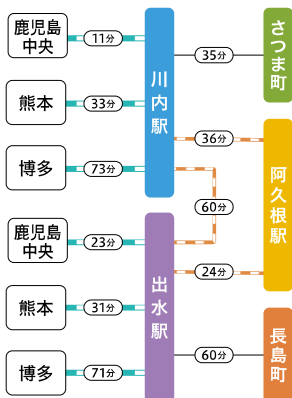 鹿児島
中央
11分
川内駅
35分
さつま町
熊本
33分
36分
博多
73分
阿久根駅
60分
鹿児島
中央
23分
出水駅
24分
熊本
31分
長島町
60分
博多
71分